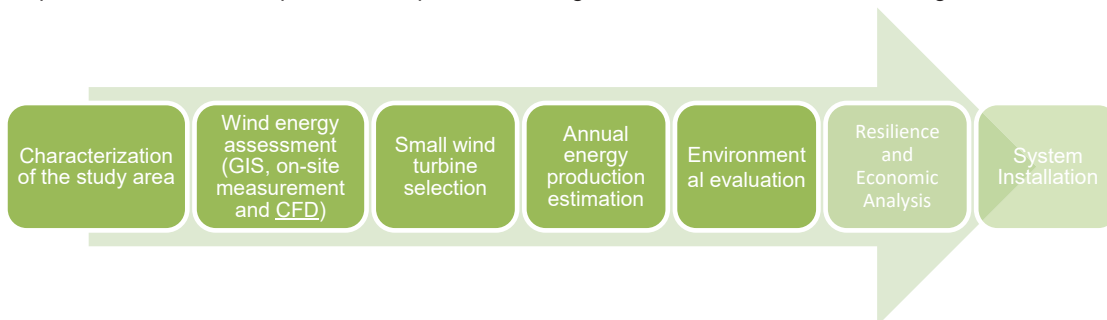 Characterization
of the study area
Wind energy
assessment
(GIS, on-site
measurement
and CFD)
Small wind
turbine
selection
Annual
energy
production
estimation
Environment
al evaluation
Resilience
and
Economic
Analysis
System
Installation